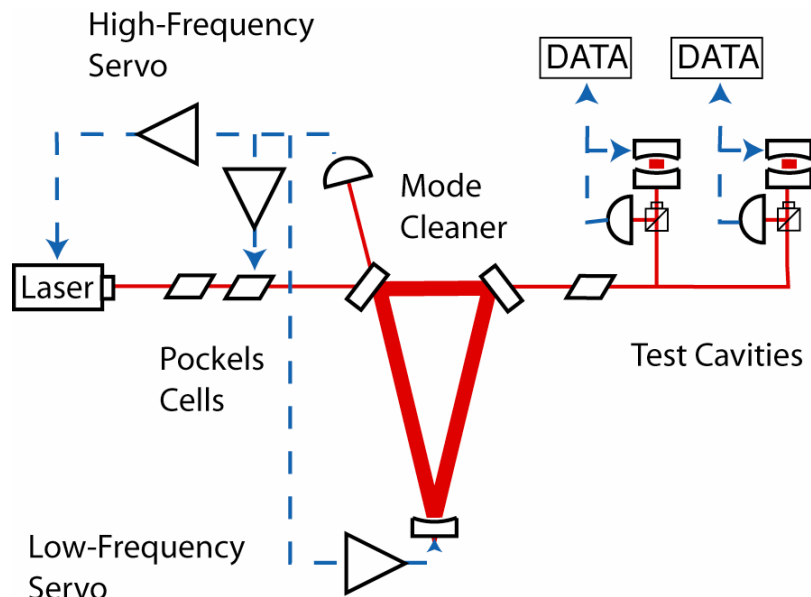 High-Frequency
Servo
DATA
DATA
Mode
Cleaner
Laser
Pockels
Cells
Test Cavities
Low-Frequency
Servo